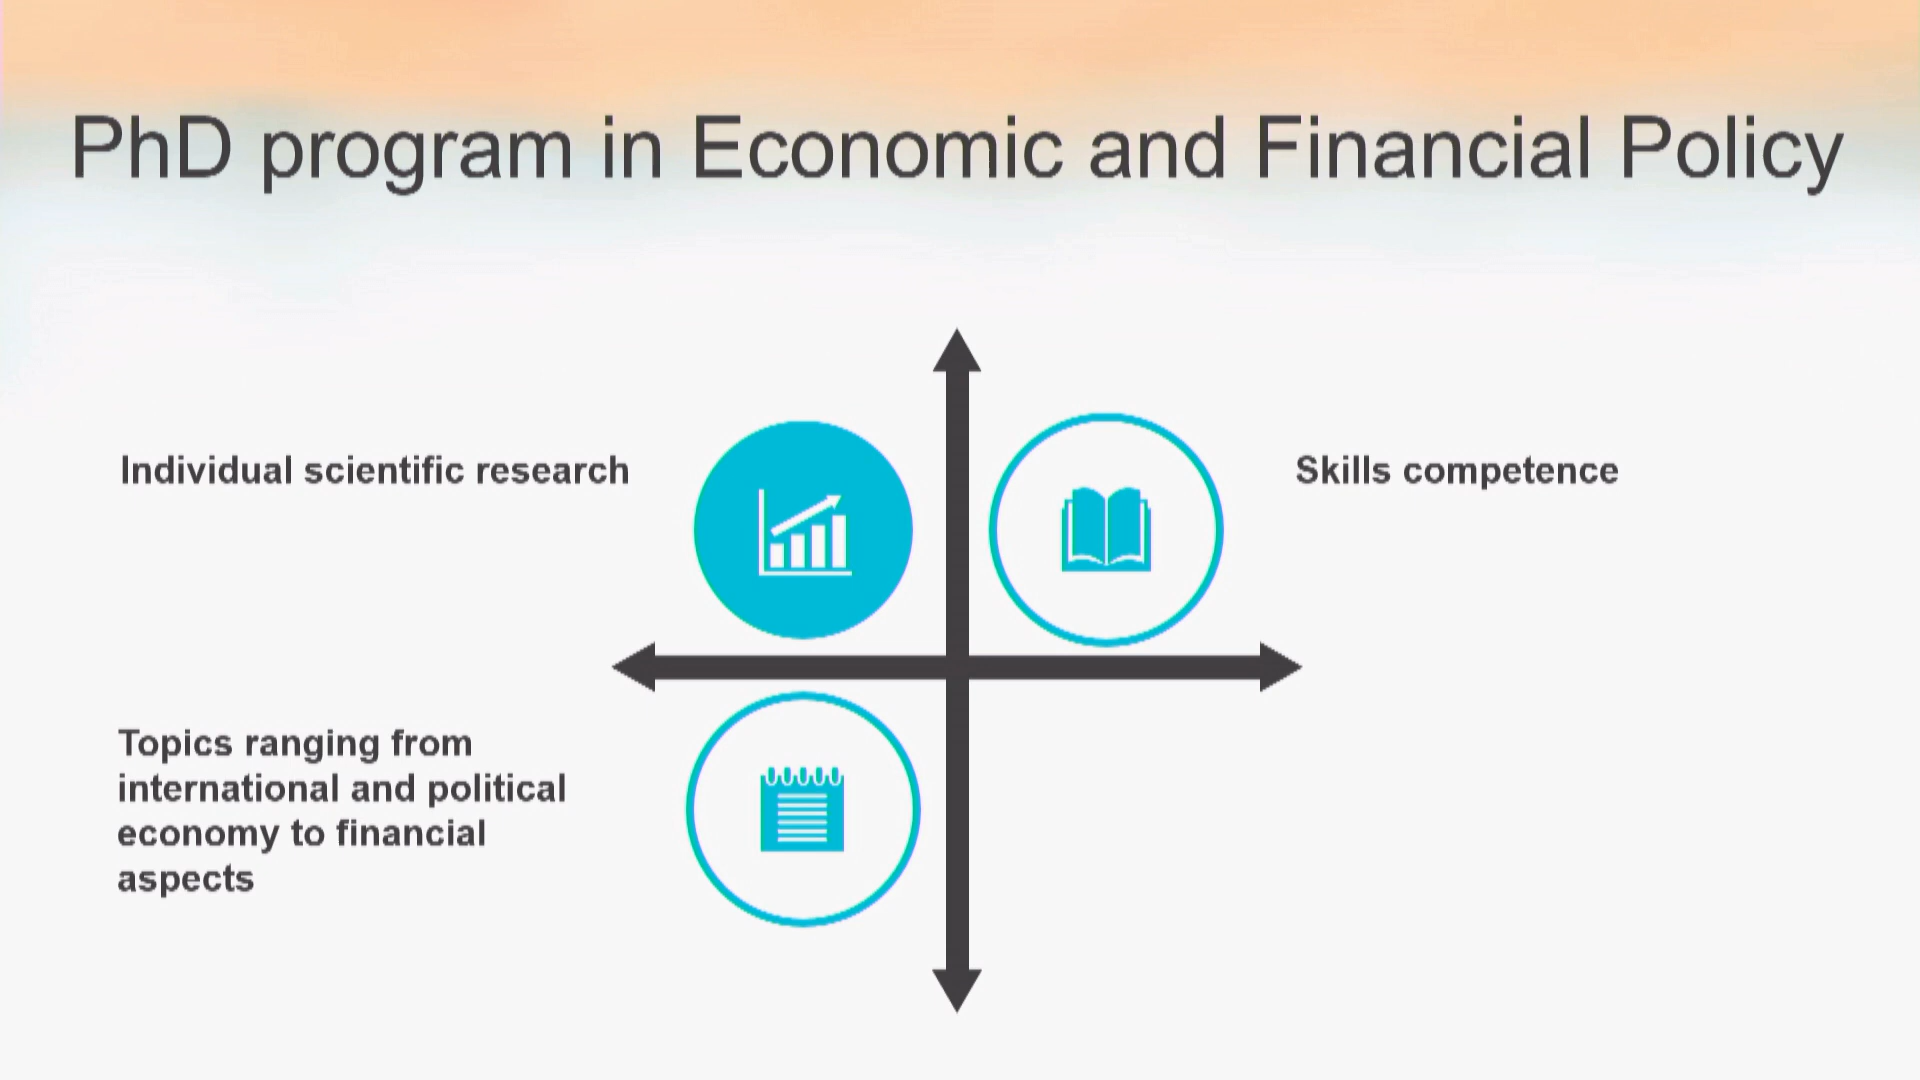 PhD program in Economic and Financial Policy
Individual scientific research
Skills competence
Topics ranging from
international and political
economy to financial
aspects